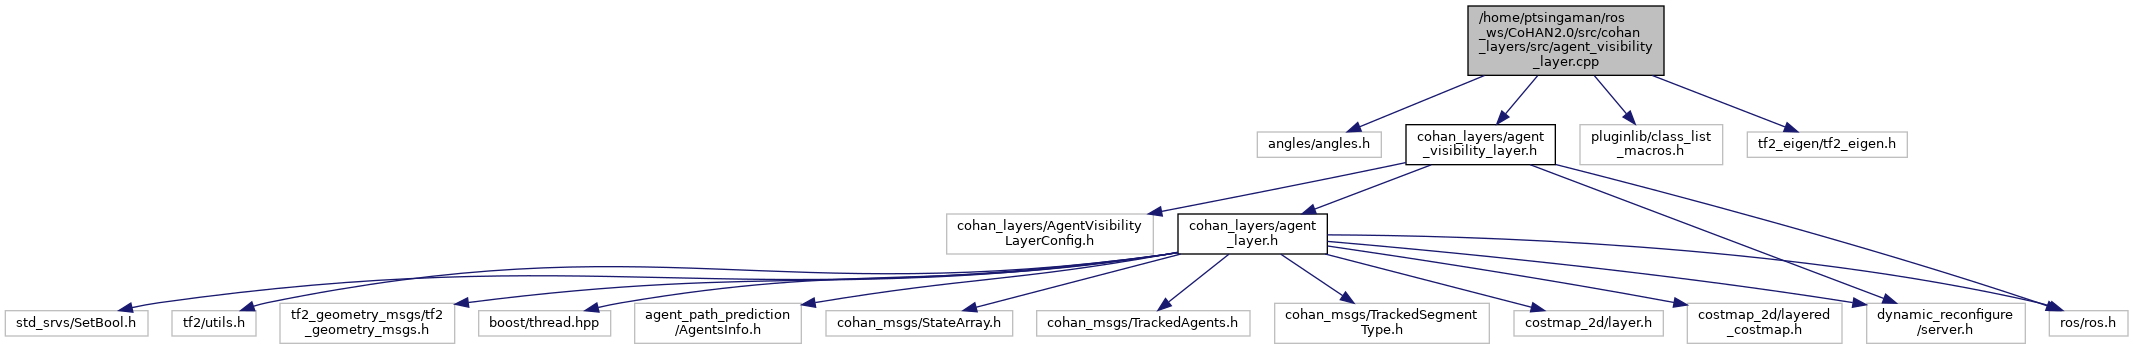 /home/ptsingaman/ros
_ws/CoHAN2.0/src/cohan
_layers/src/agent_visibility
_layer.cpp
angles/angles.h
cohan_layers/agent
_visibility_layer.h
pluginlib/class_list
_macros.h
tf2_eigen/tf2_eigen.h
cohan_layers/AgentVisibility
LayerConfig.h
cohan_layers/agent
_layer.h
std_srvs/SetBool.h
tf2/utils.h
tf2_geometry_msgs/tf2
_geometry_msgs.h
boost/thread.hpp
agent_path_prediction
/AgentsInfo.h
cohan_msgs/StateArray.h
cohan_msgs/TrackedAgents.h
cohan_msgs/TrackedSegment
Type.h
costmap_2d/layer.h
costmap_2d/layered
_costmap.h
dynamic_reconfigure
/server.h
ros/ros.h